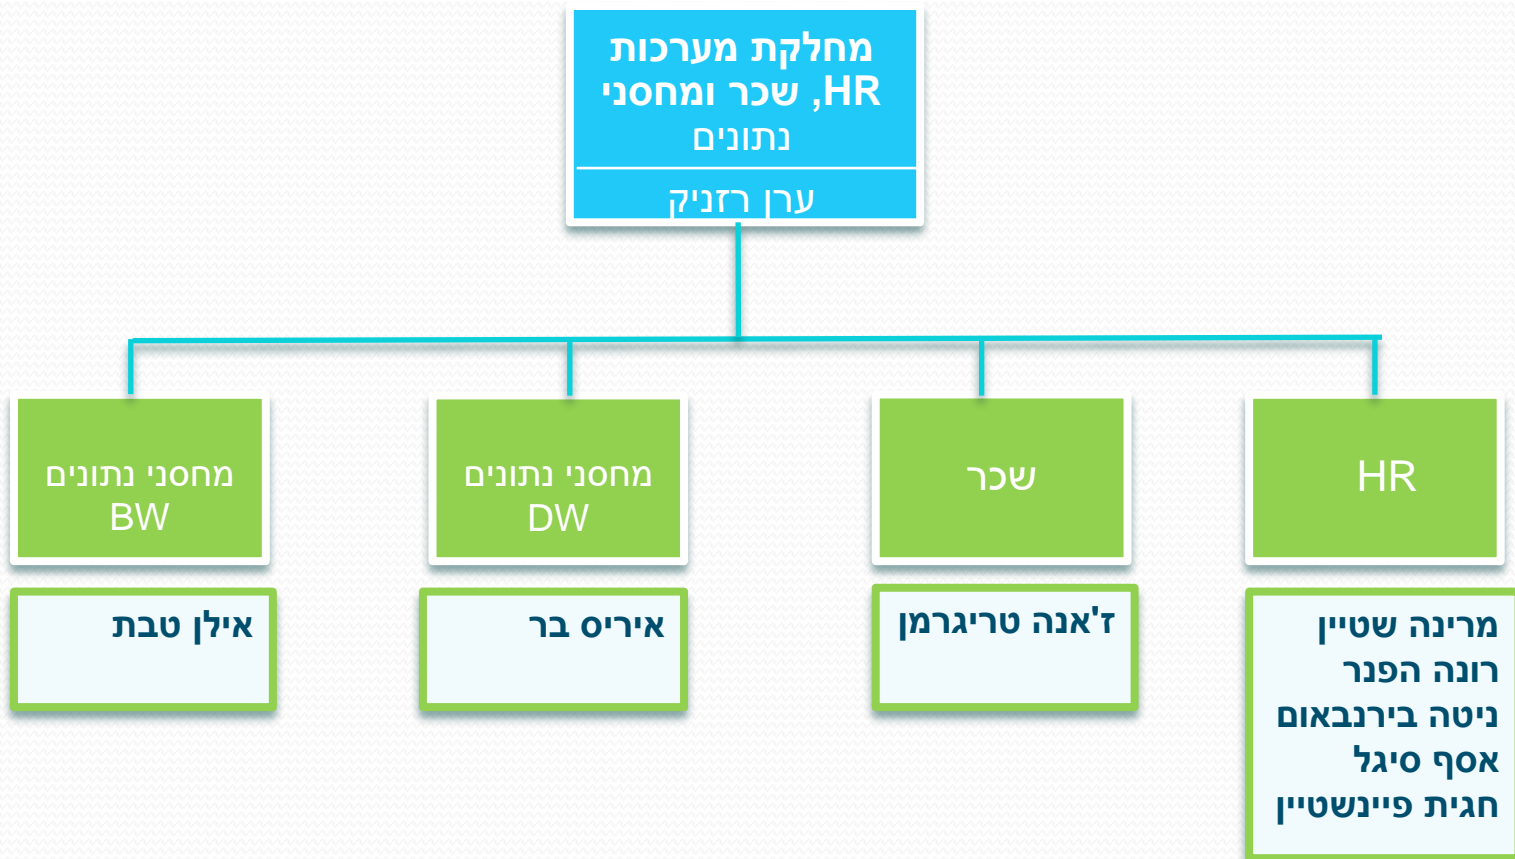 מחלקת מערכות
HR, שכר ומחסני
נתונים
ערן רזניק
HR
שכר
מחסני נתונים
DW
מחסני נתונים
BW
מרינה שטיין
רונה הפנר
ניטה בירנבאום
אסף סיגל
חגית פיינשטיין
ז'אנה טריגרמן
איריס בר
אילן טבת